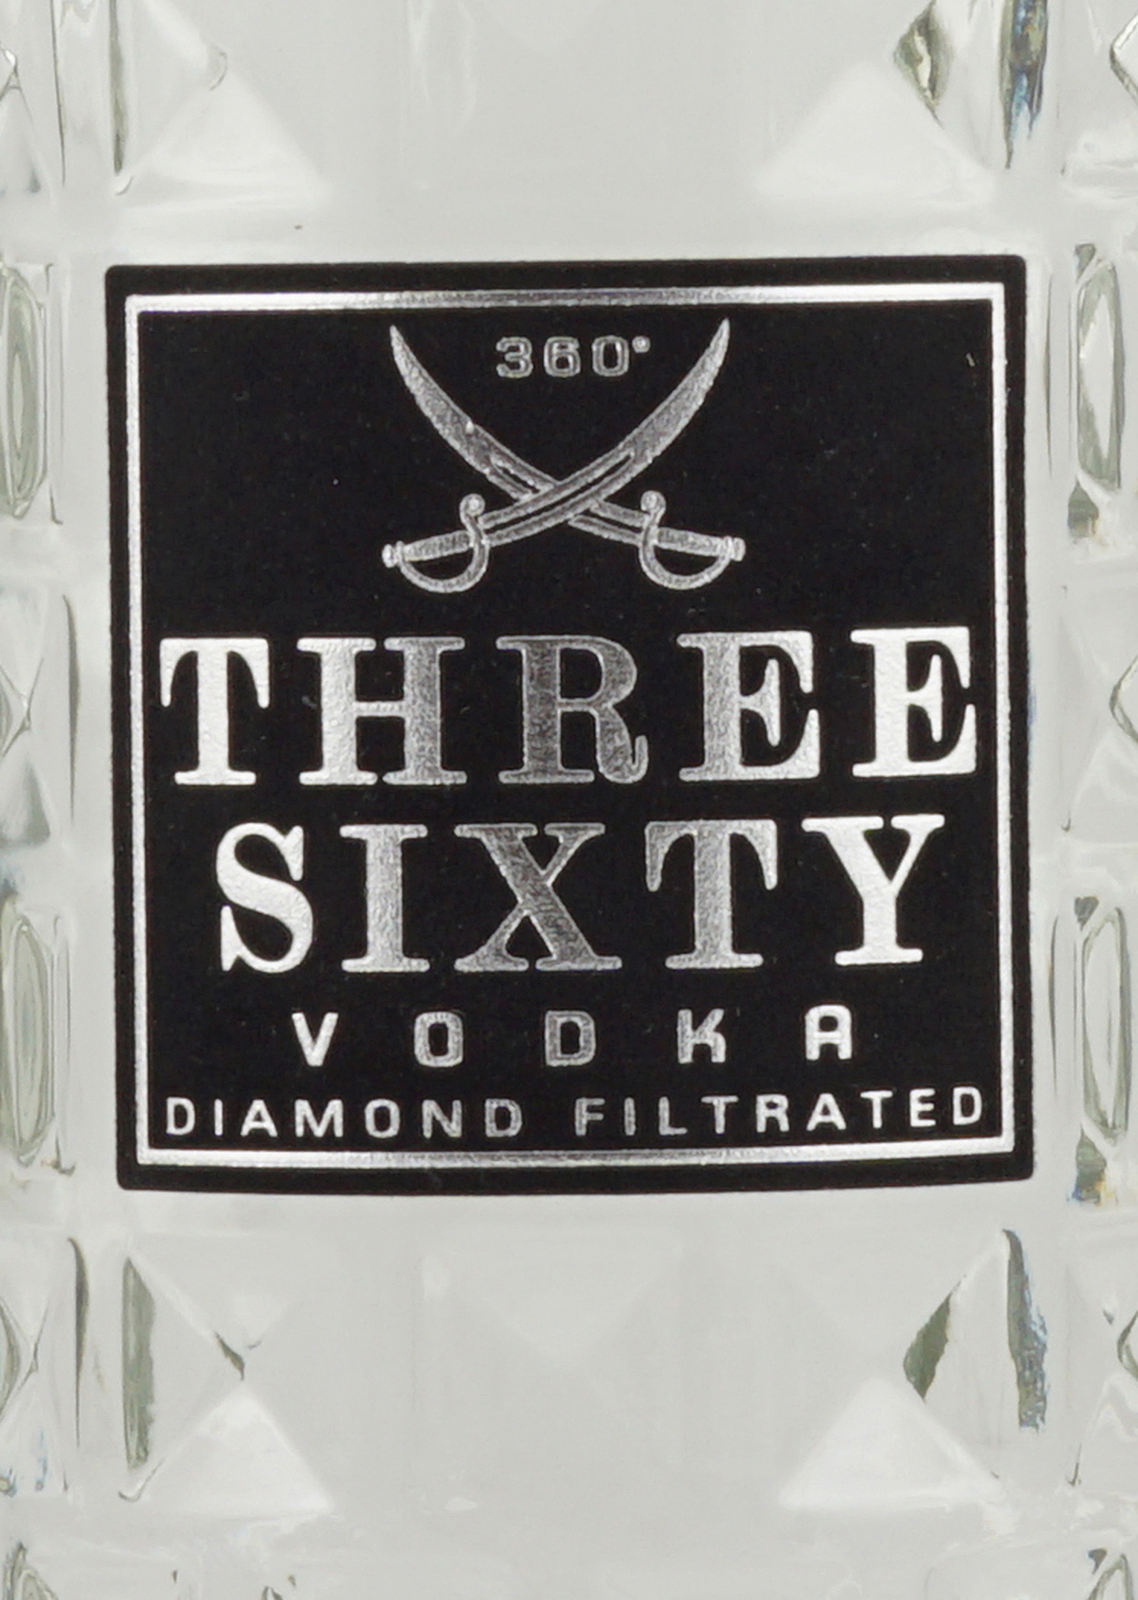 360°
THREE
SIXTY
VODKA
DIAMOND FILTRATED